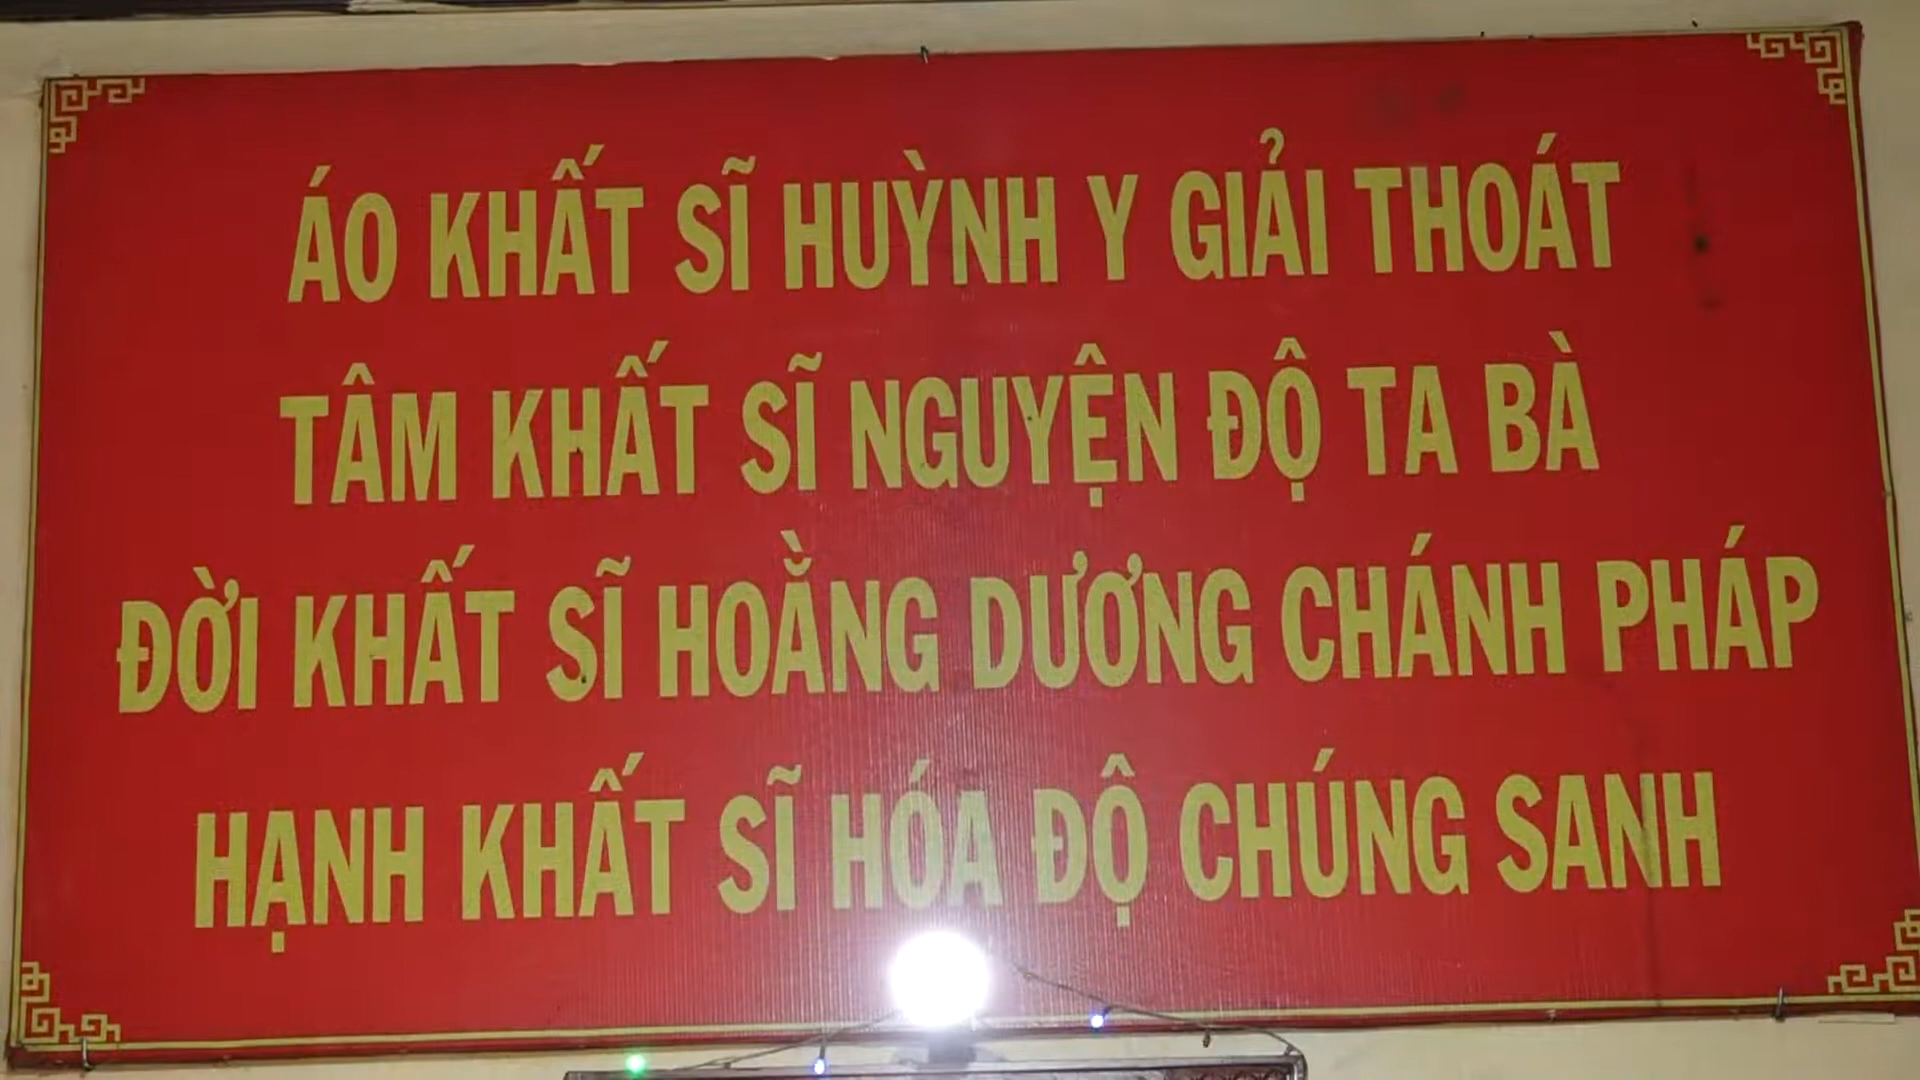 ÁO KHẤT SĨ HUỲNH Y GIẢI THOÁT
TÂM KHẤT SĨ NGUYỆN ĐỘ TA BÀ
ĐỜI KHẤT SĨ HOẰNG DƯƠNG CHÁNH PHÁP
HẠNH KHẤT SĨ HÓA ĐỘ CHÚNG SANH